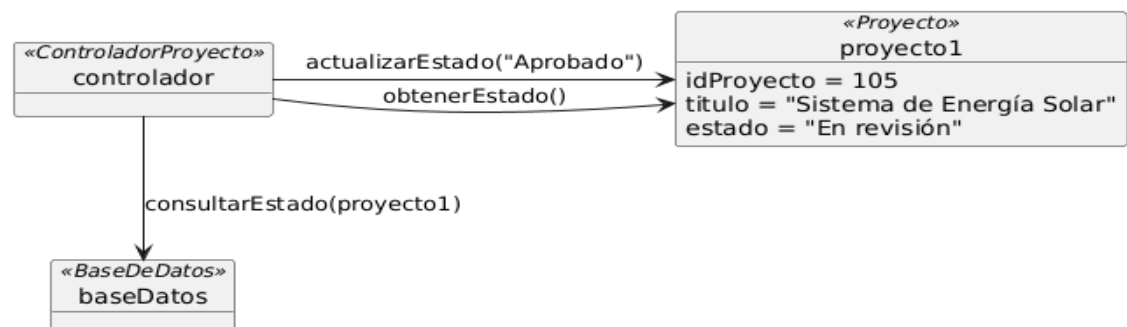 «ControladorProyecto»
controlador
actualizarEstado("Aprobado")
obtenerEstado()
«Proyecto»
proyecto1
idProyecto = 105
titulo = "Sistema de Energía Solar"
estado = "En revisión"
consultarEstado(proyecto1)
«BaseDeDatos»
baseDatos